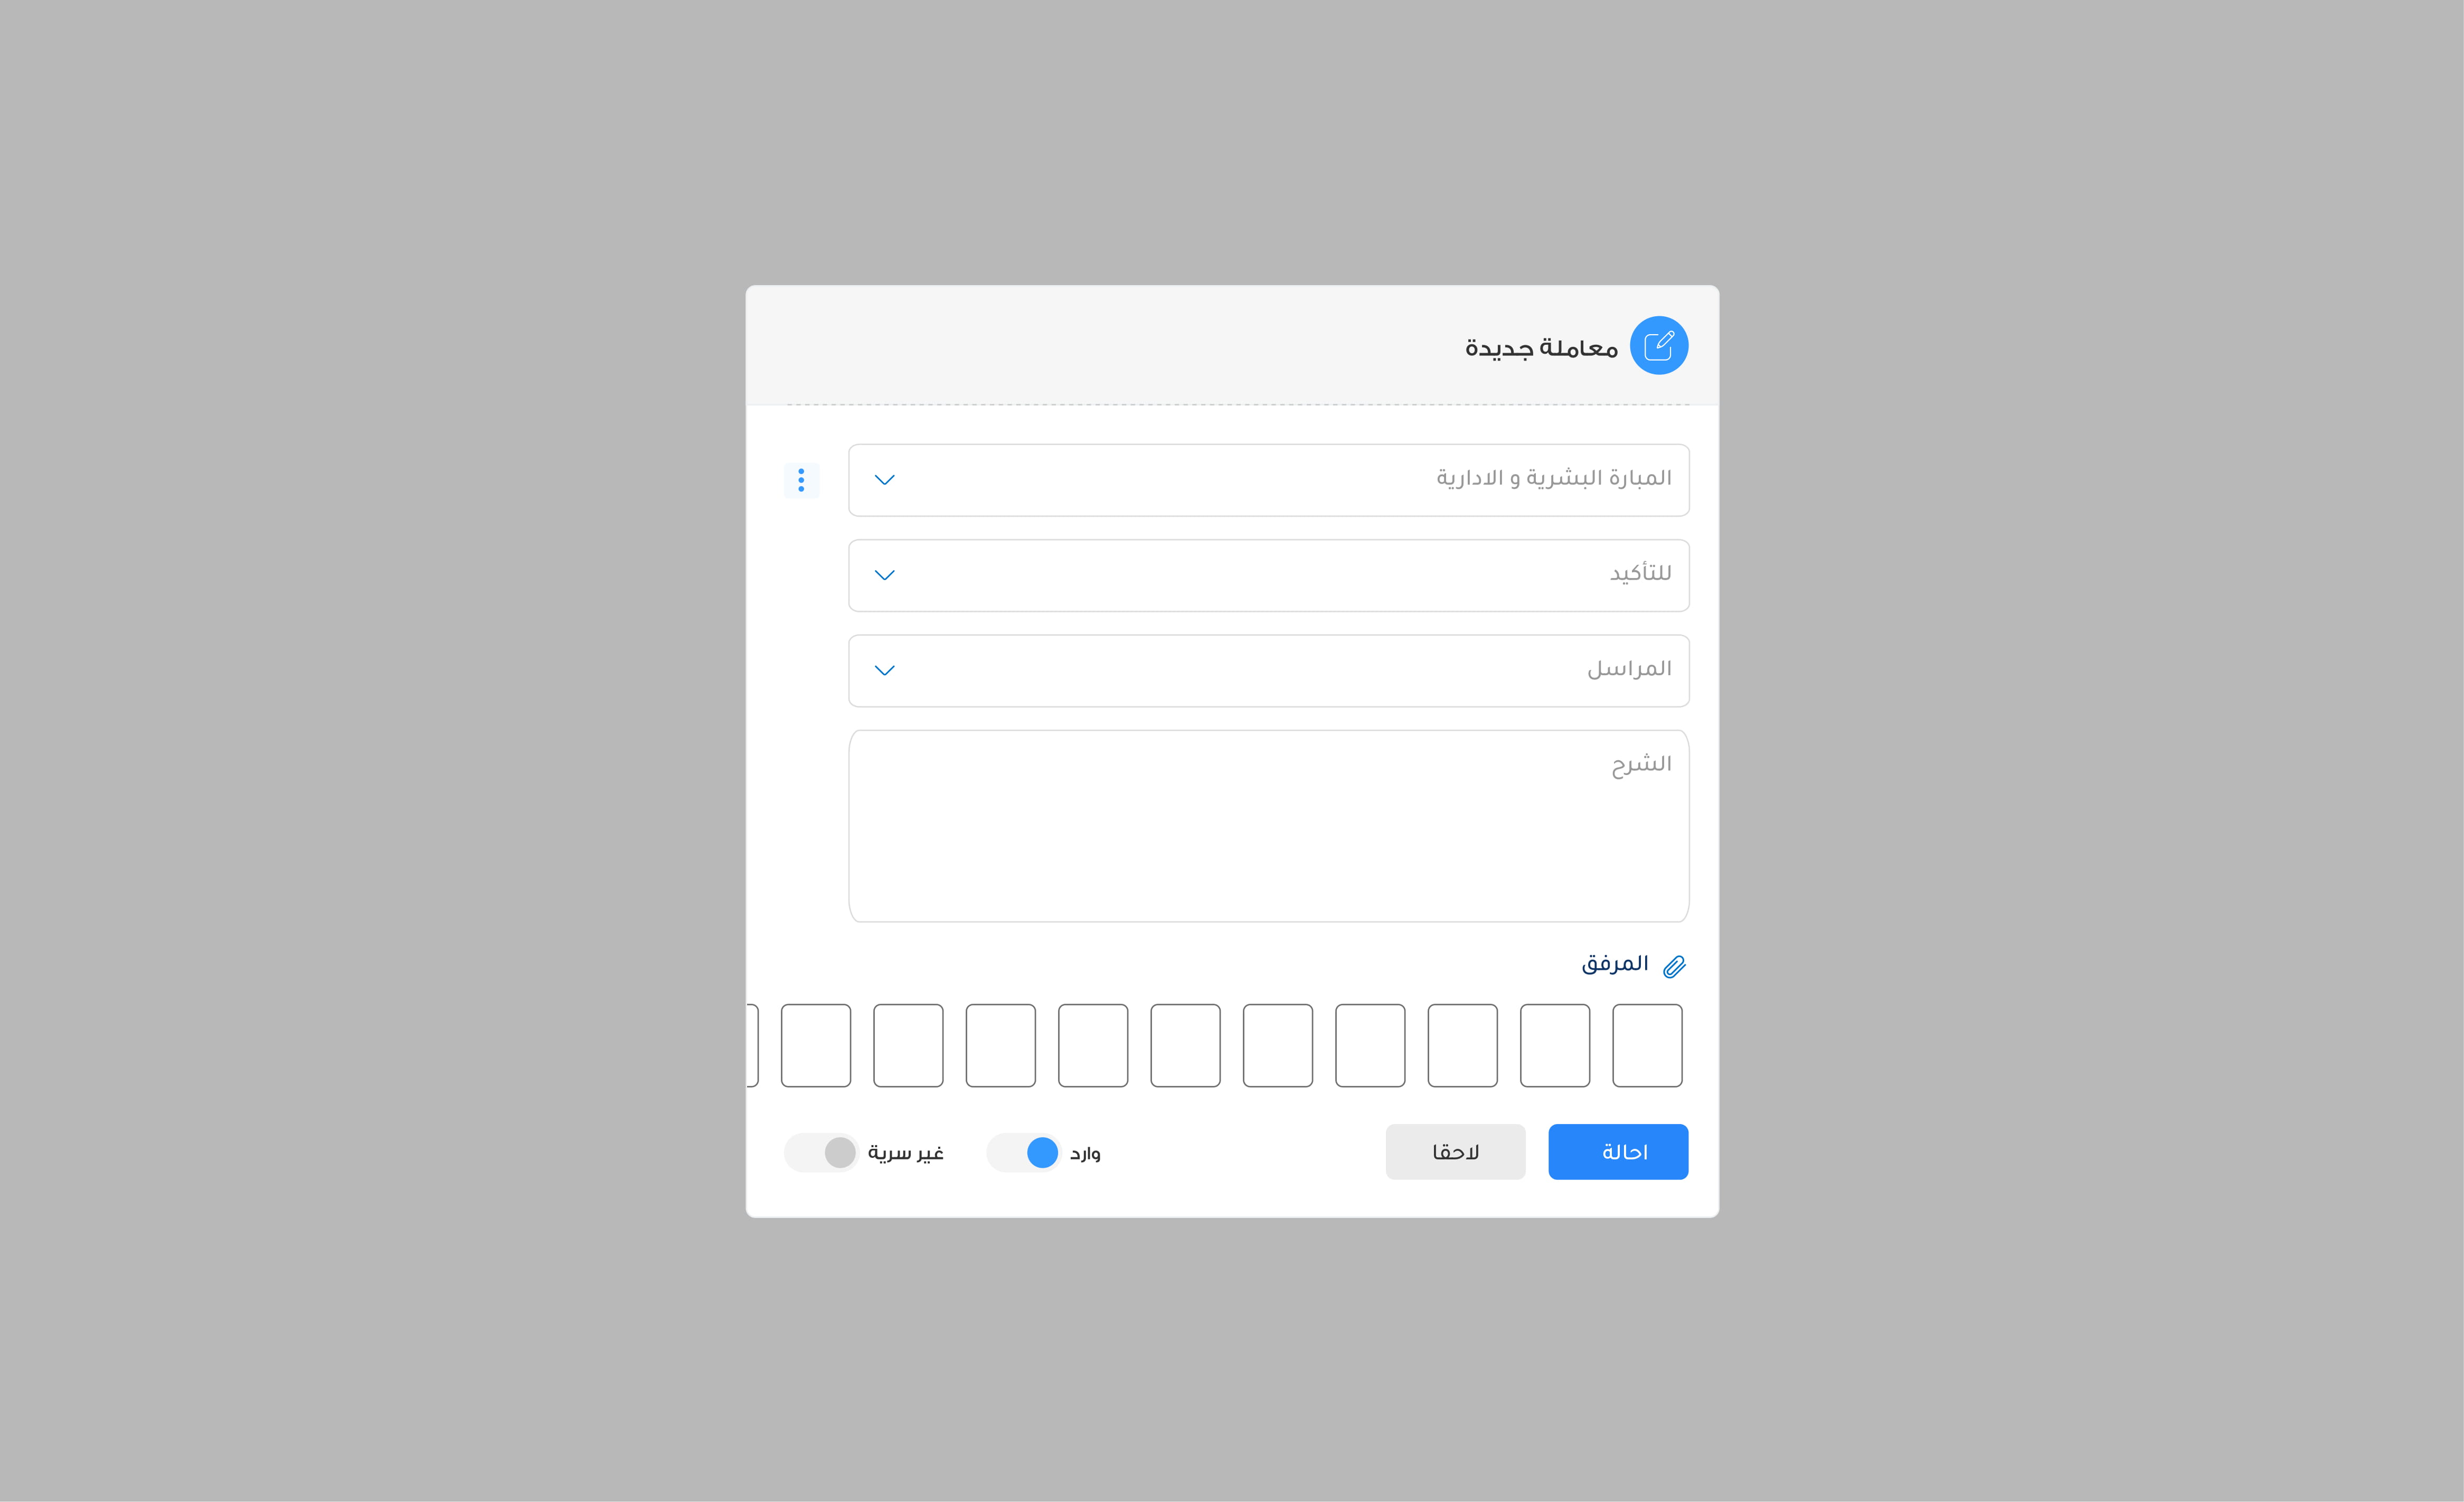 معاملة جديدة
المبارة البشرية و الادارية
للتأكيد
المراسل
الشرح
المرفق
احالة
لاحقا
وارد
غير سرية